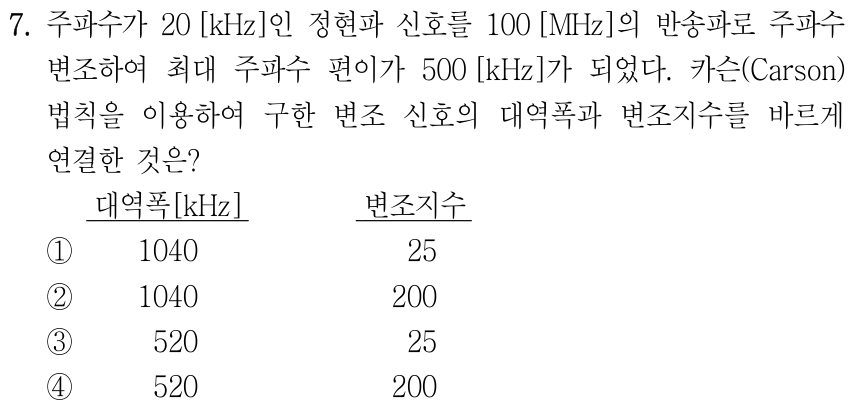 7. 주파수가 20 [kHz]인 정현파 신호를 100 [MHz]의 반송파로 주파수
변조하여 최대 주파수 편이가 500 [kHz]가 되었다. 카슨(Carson)
법칙을 이용하여 구한 변조 신호의 대역폭과 변조지수를 바르게
연결한 것은?
대역폭[kHz] 변조지수
① 1040 25
② 1040 200
③ 520 25
④ 520 200